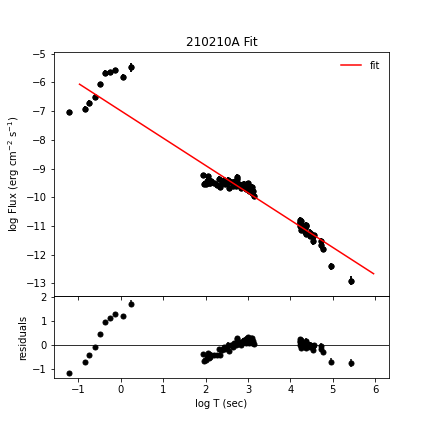 210210A Fit
fit
log Flux (erg cm⁻² s⁻¹)
−5
−6
−7
−8
−9
−10
−11
−12
−13
residuals
2
1
0
−1
−1 0 1 2 3 4 5 6
log T (sec)